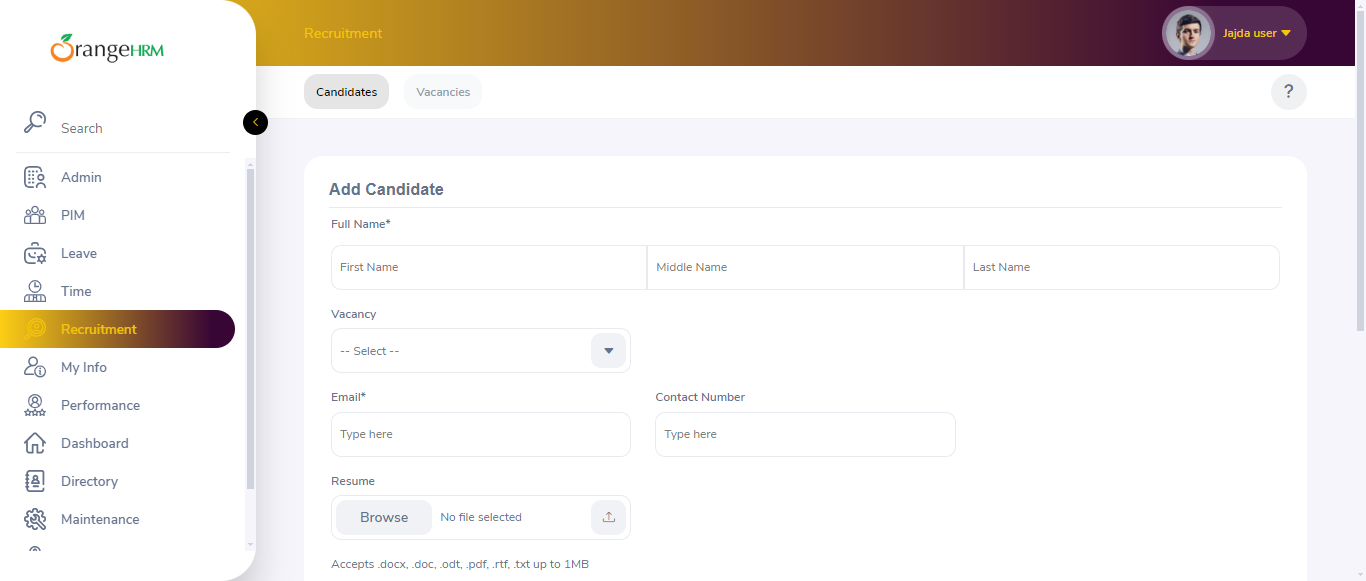 OrangeHRM
Recruitment
Jajda user
Candidates
Vacancies
?
Search
Admin
PIM
Leave
Time
Recruitment
My Info
Performance
Dashboard
Directory
Maintenance
Add Candidate
Full Name*
First Name
Middle Name
Last Name
Vacancy
-- Select --
Email*
Contact Number
Type here
Type here
Resume
Browse
No file selected
Accepts .docx, .doc, .odt, .pdf, .rtf, .txt up to 1MB